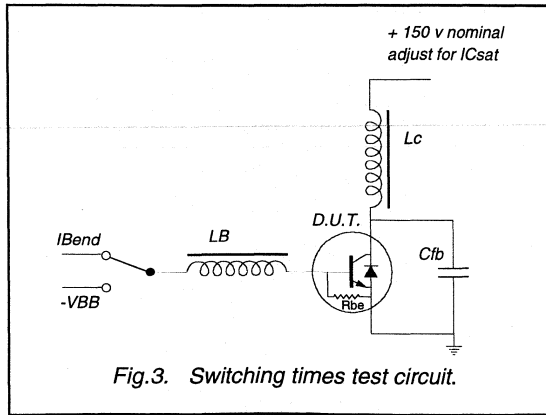 + 150 v nominal
adjust for ICsat
Lc
D.U.T.
LB
IBend
-VBB
Rbe
Cfb
Fig.3. Switching times test circuit.